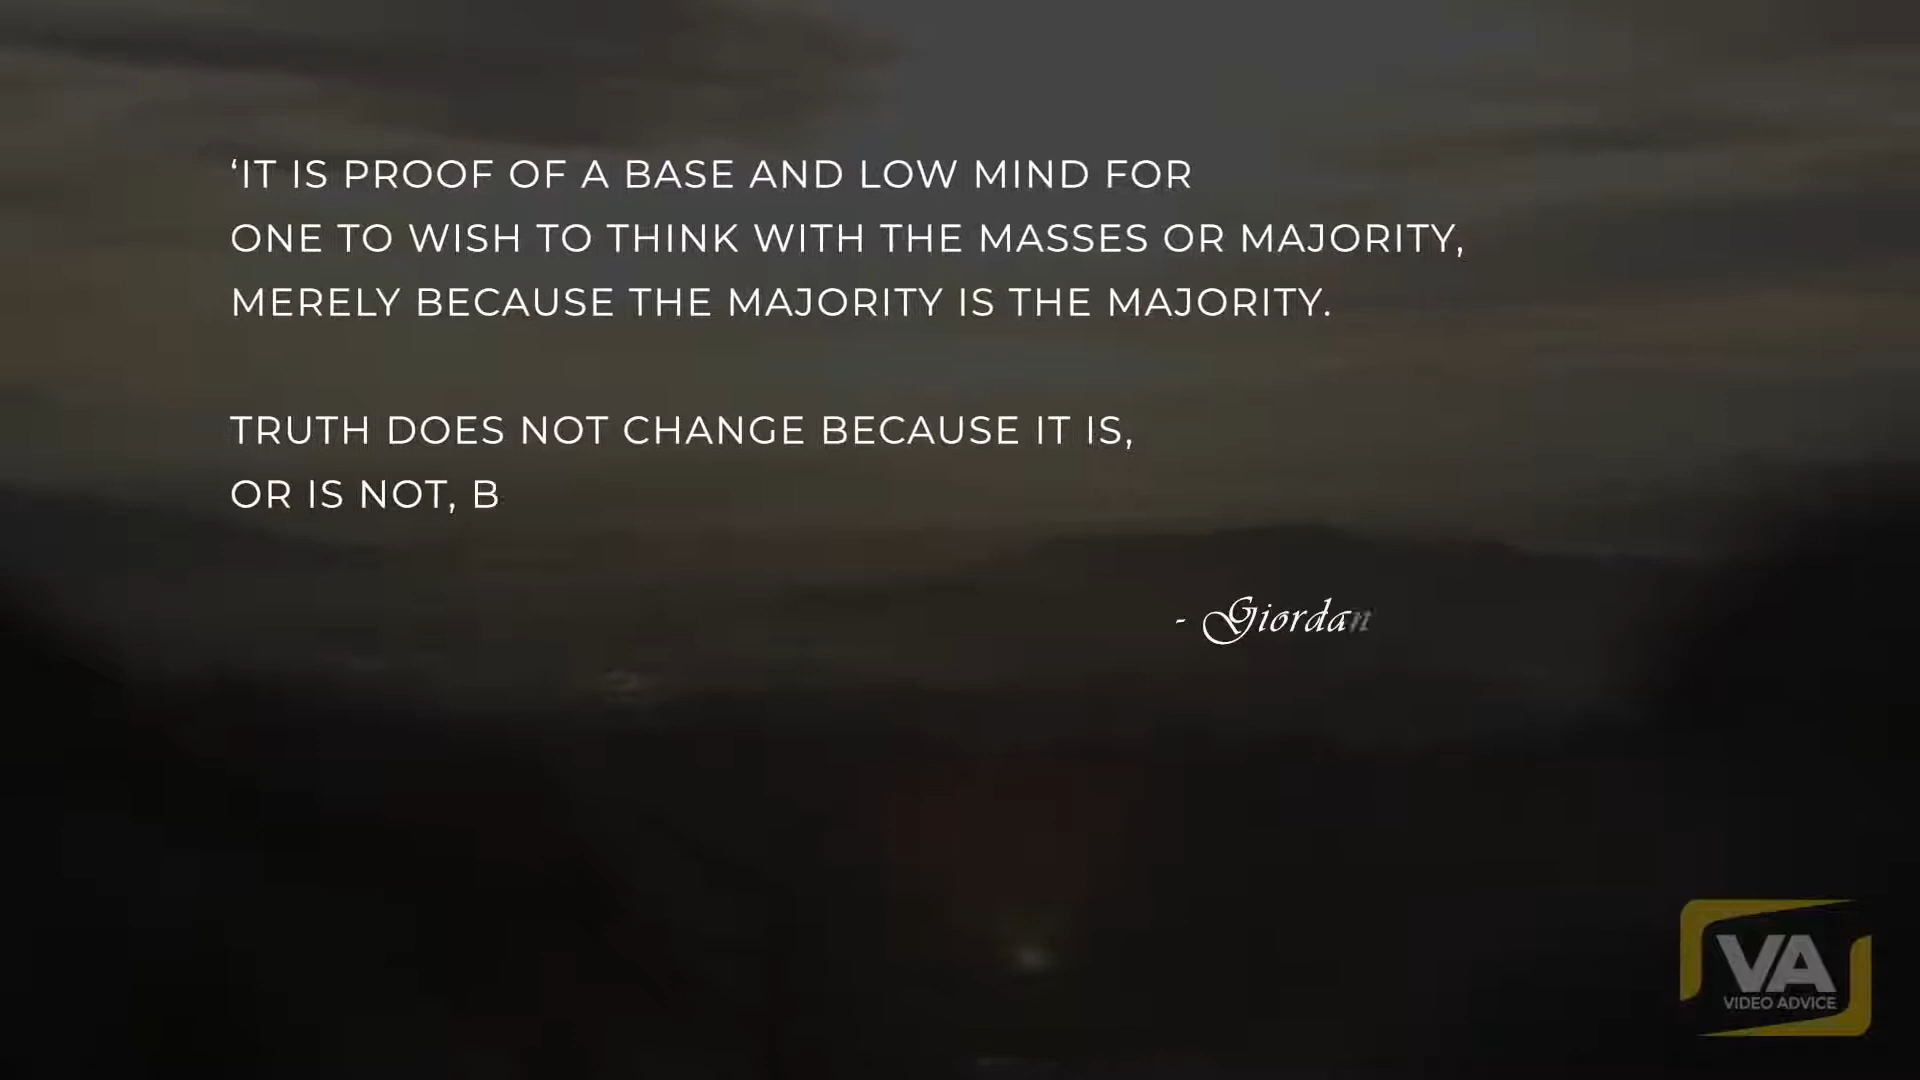 ‘IT IS PROOF OF A BASE AND LOW MIND FOR
ONE TO WISH TO THINK WITH THE MASSES OR MAJORITY,
MERELY BECAUSE THE MAJORITY IS THE MAJORITY.
TRUTH DOES NOT CHANGE BECAUSE IT IS,
OR IS NOT, B
- Giordan
VA
VIDEO ADVICE